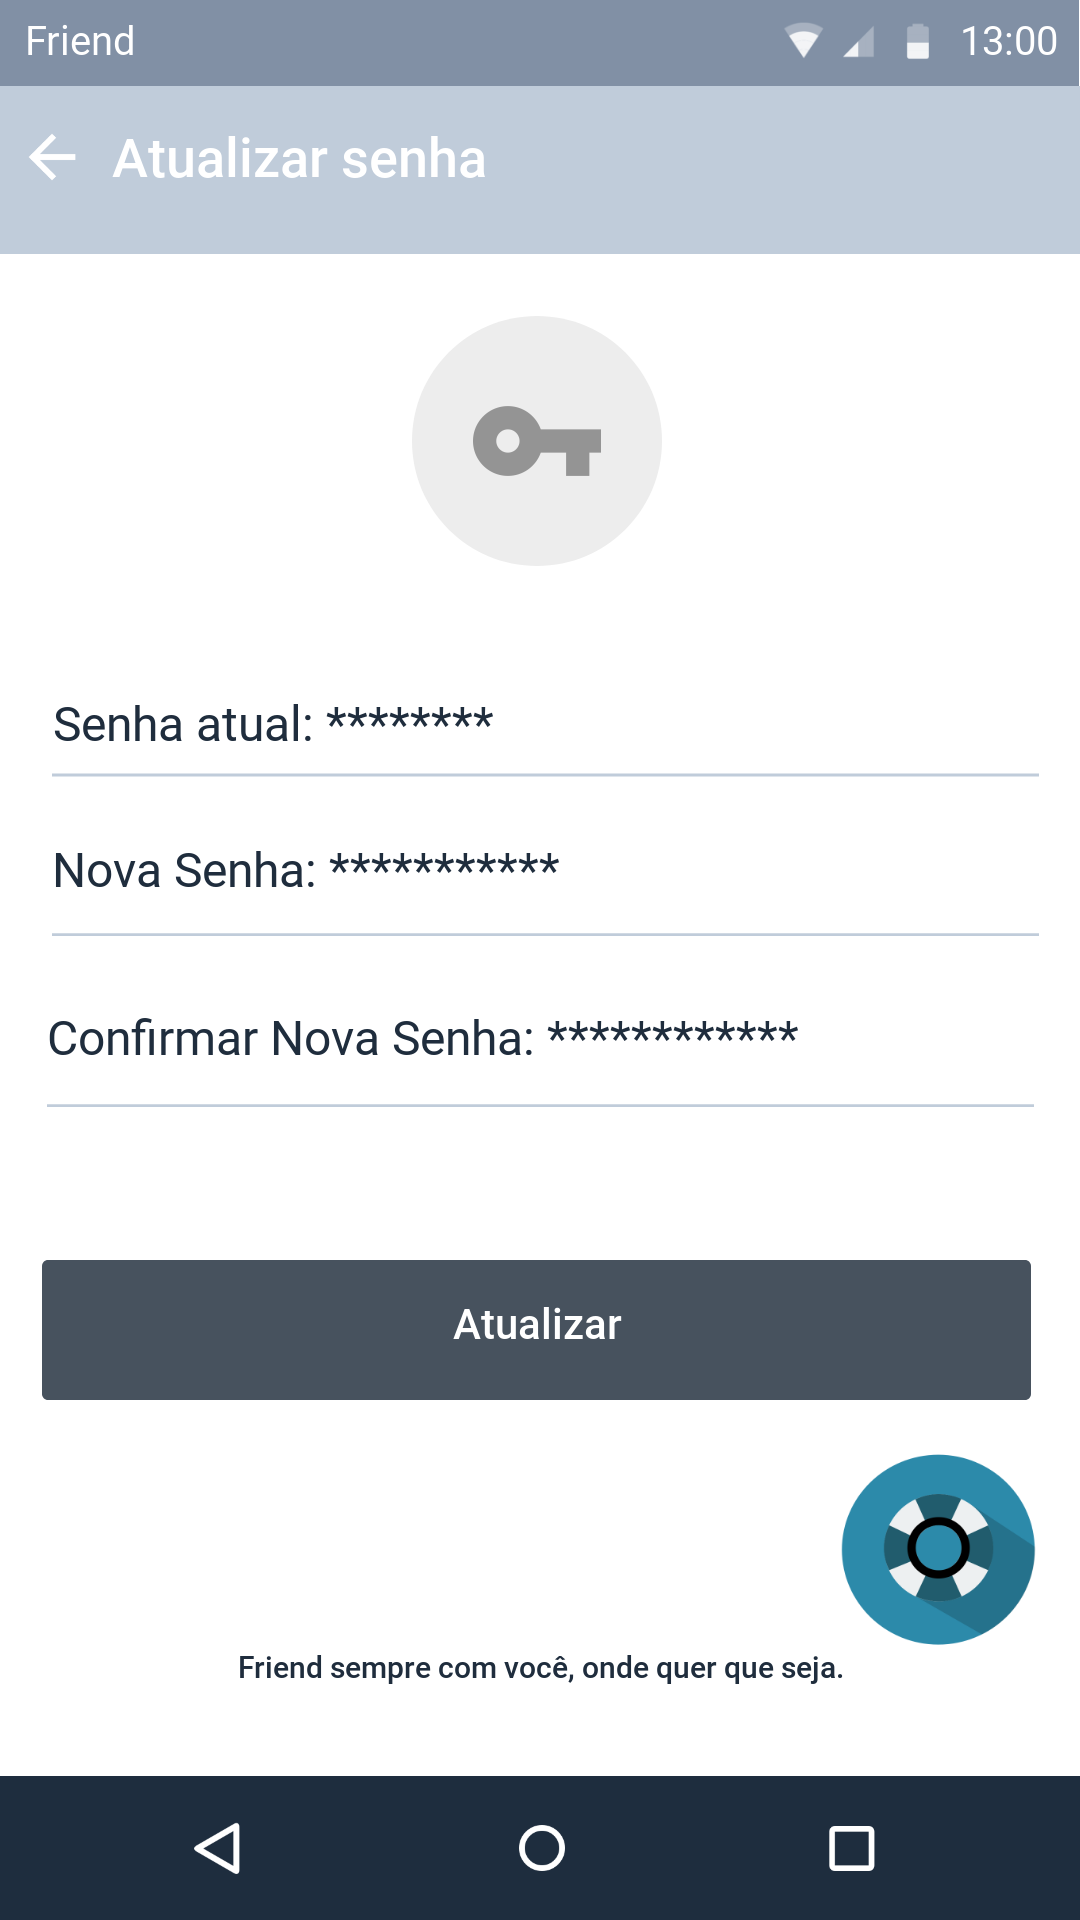 Friend 13:00
Atualizar senha
Senha atual: ********
Nova Senha: ***********
Confirmar Nova Senha: ************
Atualizar
Friend sempre com você, onde quer que seja.